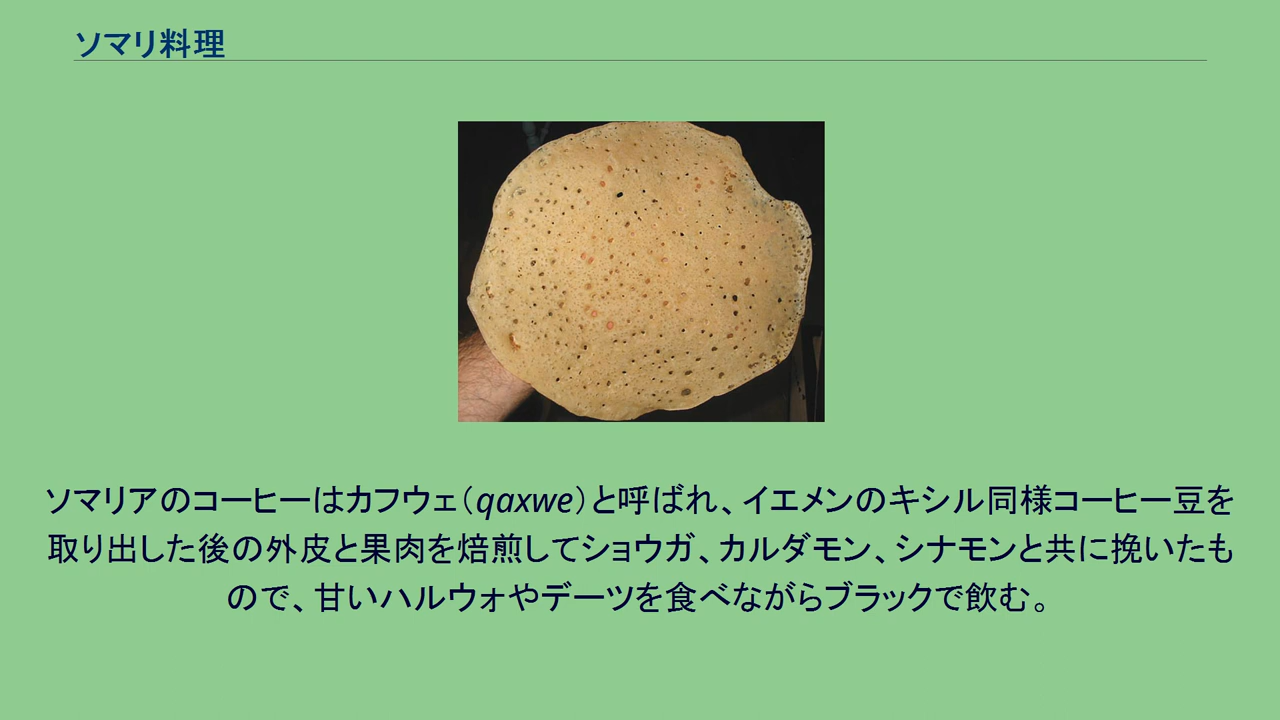 ソマリ料理
ソマリアのコーヒーはカフウェ（qaxwe）と呼ばれ、イエメンのキシル同様コーヒー豆を
取り出した後の外皮と果肉を焙煎してショウガ、カルダモン、シナモンと共に挽いたも
ので、甘いハルウォやデーツを食べながらブラックで飲む。